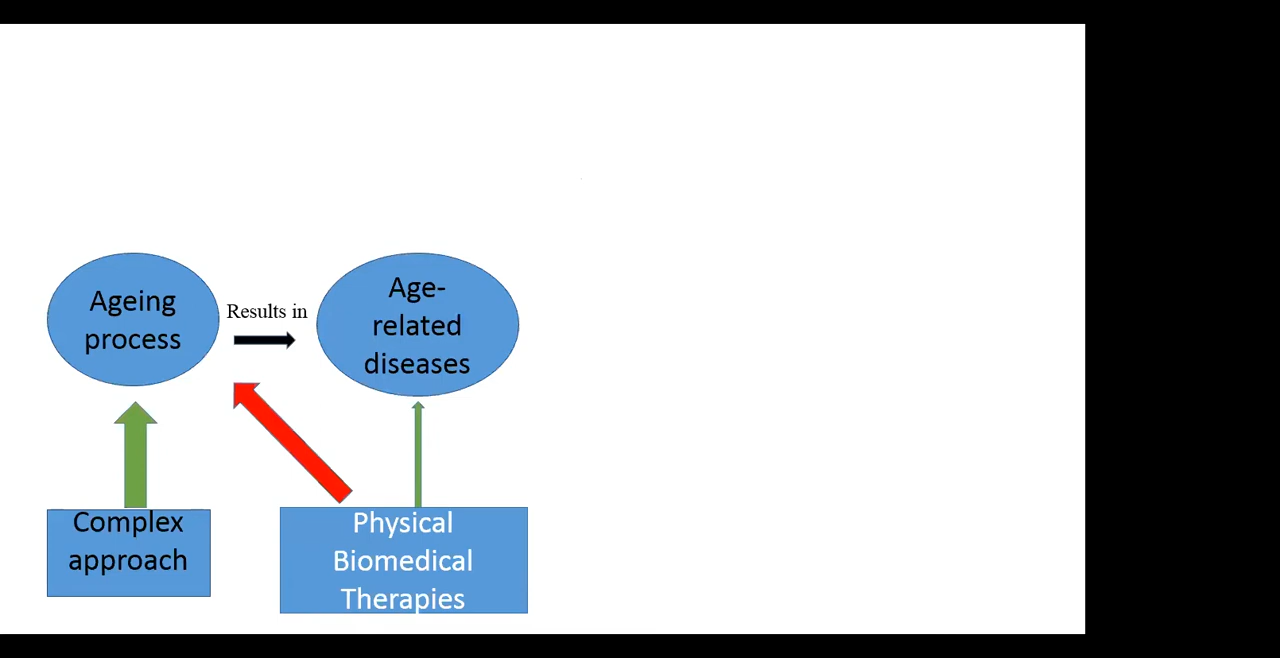 Ageing
process
Results in
Age-
related
diseases
Complex
approach
Physical
Biomedical
Therapies